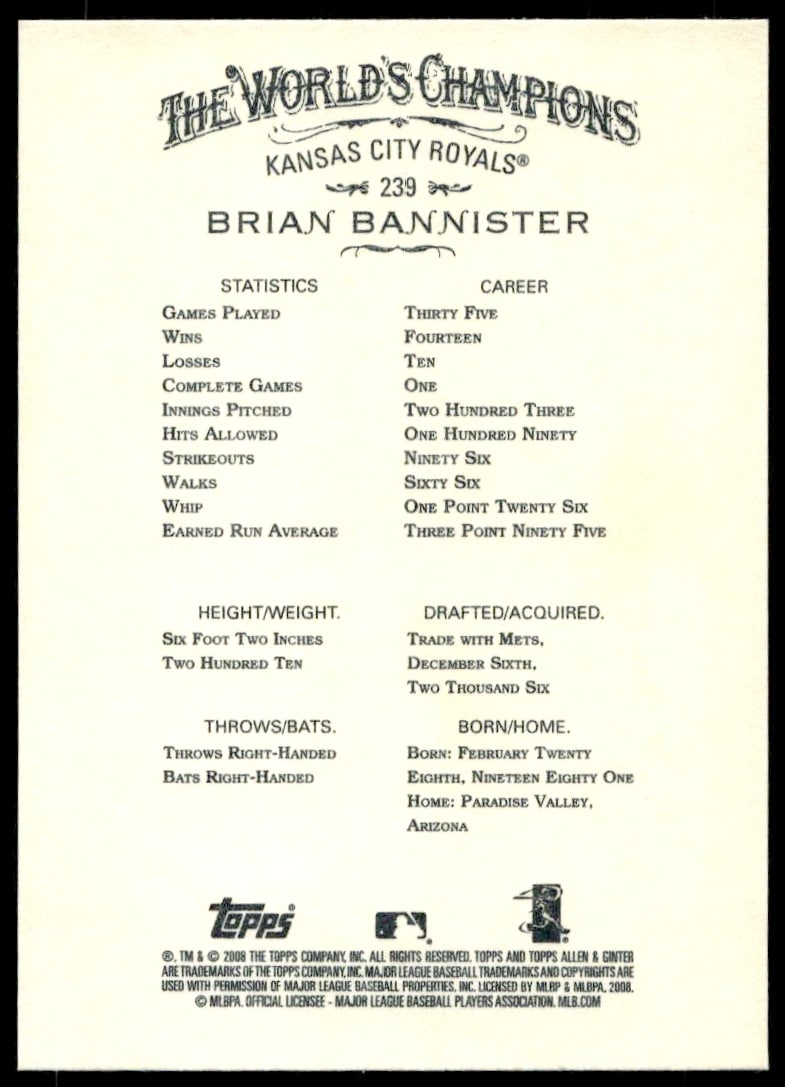 THE WORLD'S CHAMPIONS
KANSAS CITY ROYALS®
239
BRIAN BANNISTER
STATISTICS CAREER
GAMES PLAYED THIRTY FIVE
WINS FOURTEEN
LOSSES TEN
COMPLETE GAMES ONE
INNINGS PITCHED TWO HUNDRED THREE
HITS ALLOWED ONE HUNDRED NINETY
STRIKEOUTS NINETY SIX
WALKS SIXTY SIX
WHIP ONE POINT TWENTY SIX
EARNED RUN AVERAGE THREE POINT NINETY FIVE
HEIGHT/WEIGHT.
SIX FOOT TWO INCHES
TWO HUNDRED TEN
DRAFTED/ACQUIRED.
TRADE WITH METS,
DECEMBER SIXTH,
TWO THOUSAND SIX
THROWS/BATS.
THROWS RIGHT-HANDED
BATS RIGHT-HANDED
BORN/HOME.
BORN: FEBRUARY TWENTY
EIGHTH, NINETEEN EIGHTY ONE
HOME: PARADISE VALLEY,
ARIZONA
topps®
®, TM & © 2008 THE TOPPS COMPANY, INC. ALL RIGHTS RESERVED. TOPPS AND TOPPS ALLEN & GINTER
ARE TRADEMARKS OF THE TOPPS COMPANY, INC. MAJOR LEAGUE BASEBALL TRADEMARKS AND COPYRIGHTS ARE
USED WITH PERMISSION OF MAJOR LEAGUE BASEBALL PROPERTIES, INC. LICENSED BY MLBP & MLBPA, 2008.
© MLBPA. OFFICIAL LICENSEE - MAJOR LEAGUE BASEBALL PLAYERS ASSOCIATION. MLB.COM